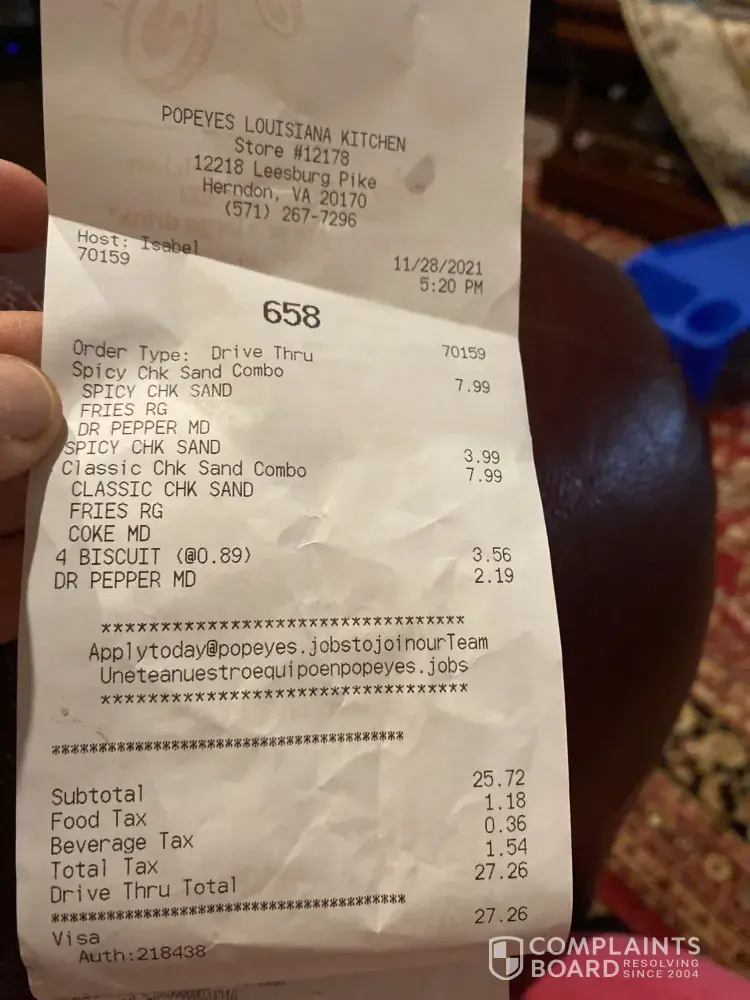 POPEYES LOUISIANA KITCHEN
Store #12178
12218 Leesburg Pike
Herndon, VA 20170
(571) 267-7296
Host: Isabel
70159
11/28/2021
5:20 PM
658
Order Type: Drive Thru 70159
Spicy Chk Sand Combo 7.99
SPICY CHK SAND
FRIES RG
DR PEPPER MD
SPICY CHK SAND 3.99
Classic Chk Sand Combo 7.99
CLASSIC CHK SAND
FRIES RG
COKE MD
4 BISCUIT (@0.89) 3.56
DR PEPPER MD 2.19
*********************************
Applytoday@popeyes.jobstojoinourTeam
Uneteanuestroequipoenpopeyes.jobs
*********************************
**************************************
Subtotal 25.72
Food Tax 1.18
Beverage Tax 0.36
Total Tax 1.54
Drive Thru Total 27.26
**************************************
Visa 27.26
Auth:218438
COMPLAINTS
BOARD RESOLVING
SINCE 2004